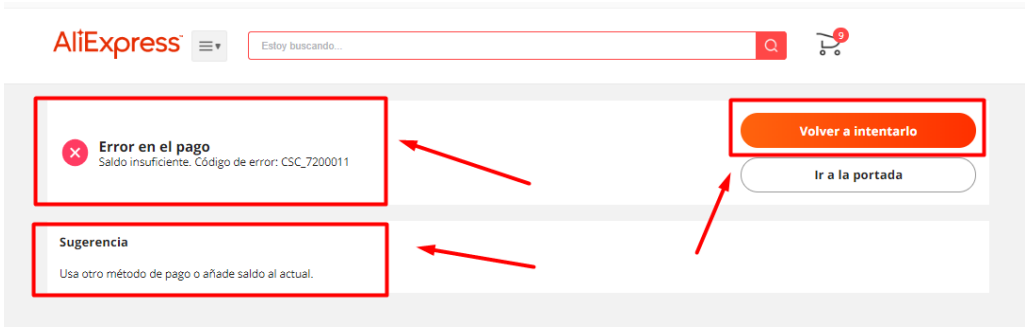 AliExpress
Estoy buscando...
9
Error en el pago
Saldo insuficiente. Código de error: CSC_7200011
Volver a intentarlo
Ir a la portada
Sugerencia
Usa otro método de pago o añade saldo al actual.